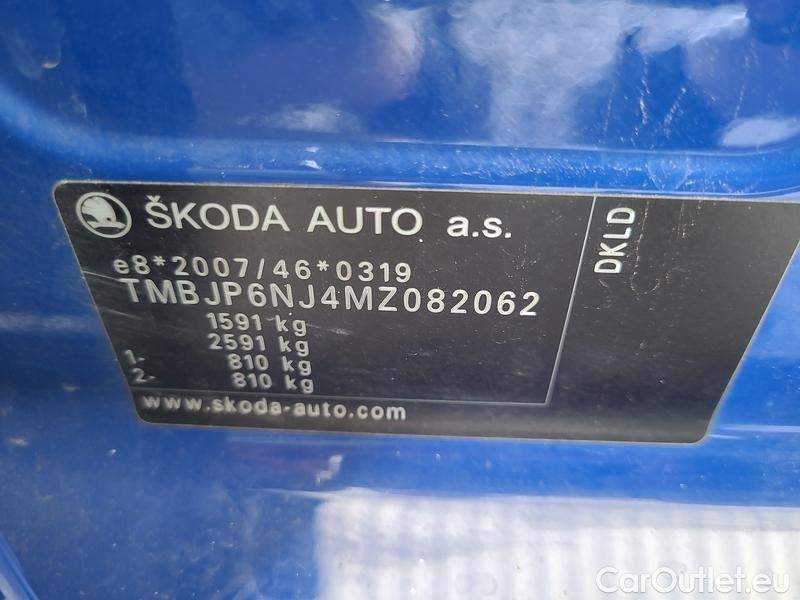 ŠKODA AUTO a.s.
e8*2007/46*0319
TMBJP6NJ4MZ082062
1591 kg
2591 kg
1- 810 kg
2- 810 kg
www.skoda-auto.com
DKLD
CarOutlet.eu